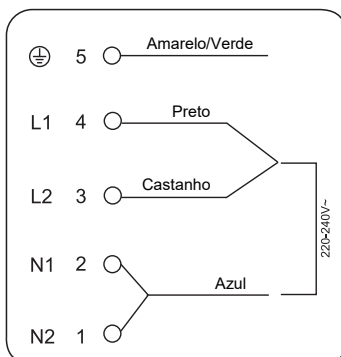 5 Amarelo/Verde
L1 4 Preto
L2 3 Castanho
N1 2
Azul
N2 1
220-240V~